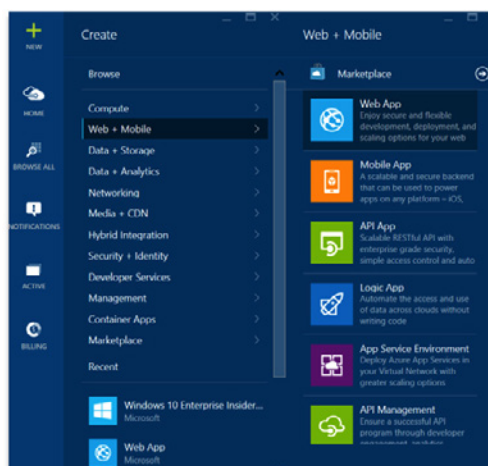 NEW
HOME
BROWSE ALL
NOTIFICATIONS
ACTIVE
BILLING
Create
Browse
Compute
Web + Mobile
Data + Storage
Data + Analytics
Networking
Media + CDN
Hybrid Integration
Security + Identity
Developer Services
Management
Container Apps
Marketplace
Recent
Windows 10 Enterprise Insider...
Microsoft
Web App
Microsoft
Web + Mobile
Marketplace
Web App
Enjoy secure and flexible
development, deployment, and
scaling options for your web
Mobile App
A scalable and secure backend
that can be used to power
apps on any platform – iOS,
API App
Scalable RESTful API with
enterprise grade security,
simple access control and auto
Logic App
Automate the access and use
of data across clouds without
writing code
App Service Environment
Deploy Azure App Services in
your Virtual Network with
greater scaling options
API Management
Ensure a successful API
program through developer